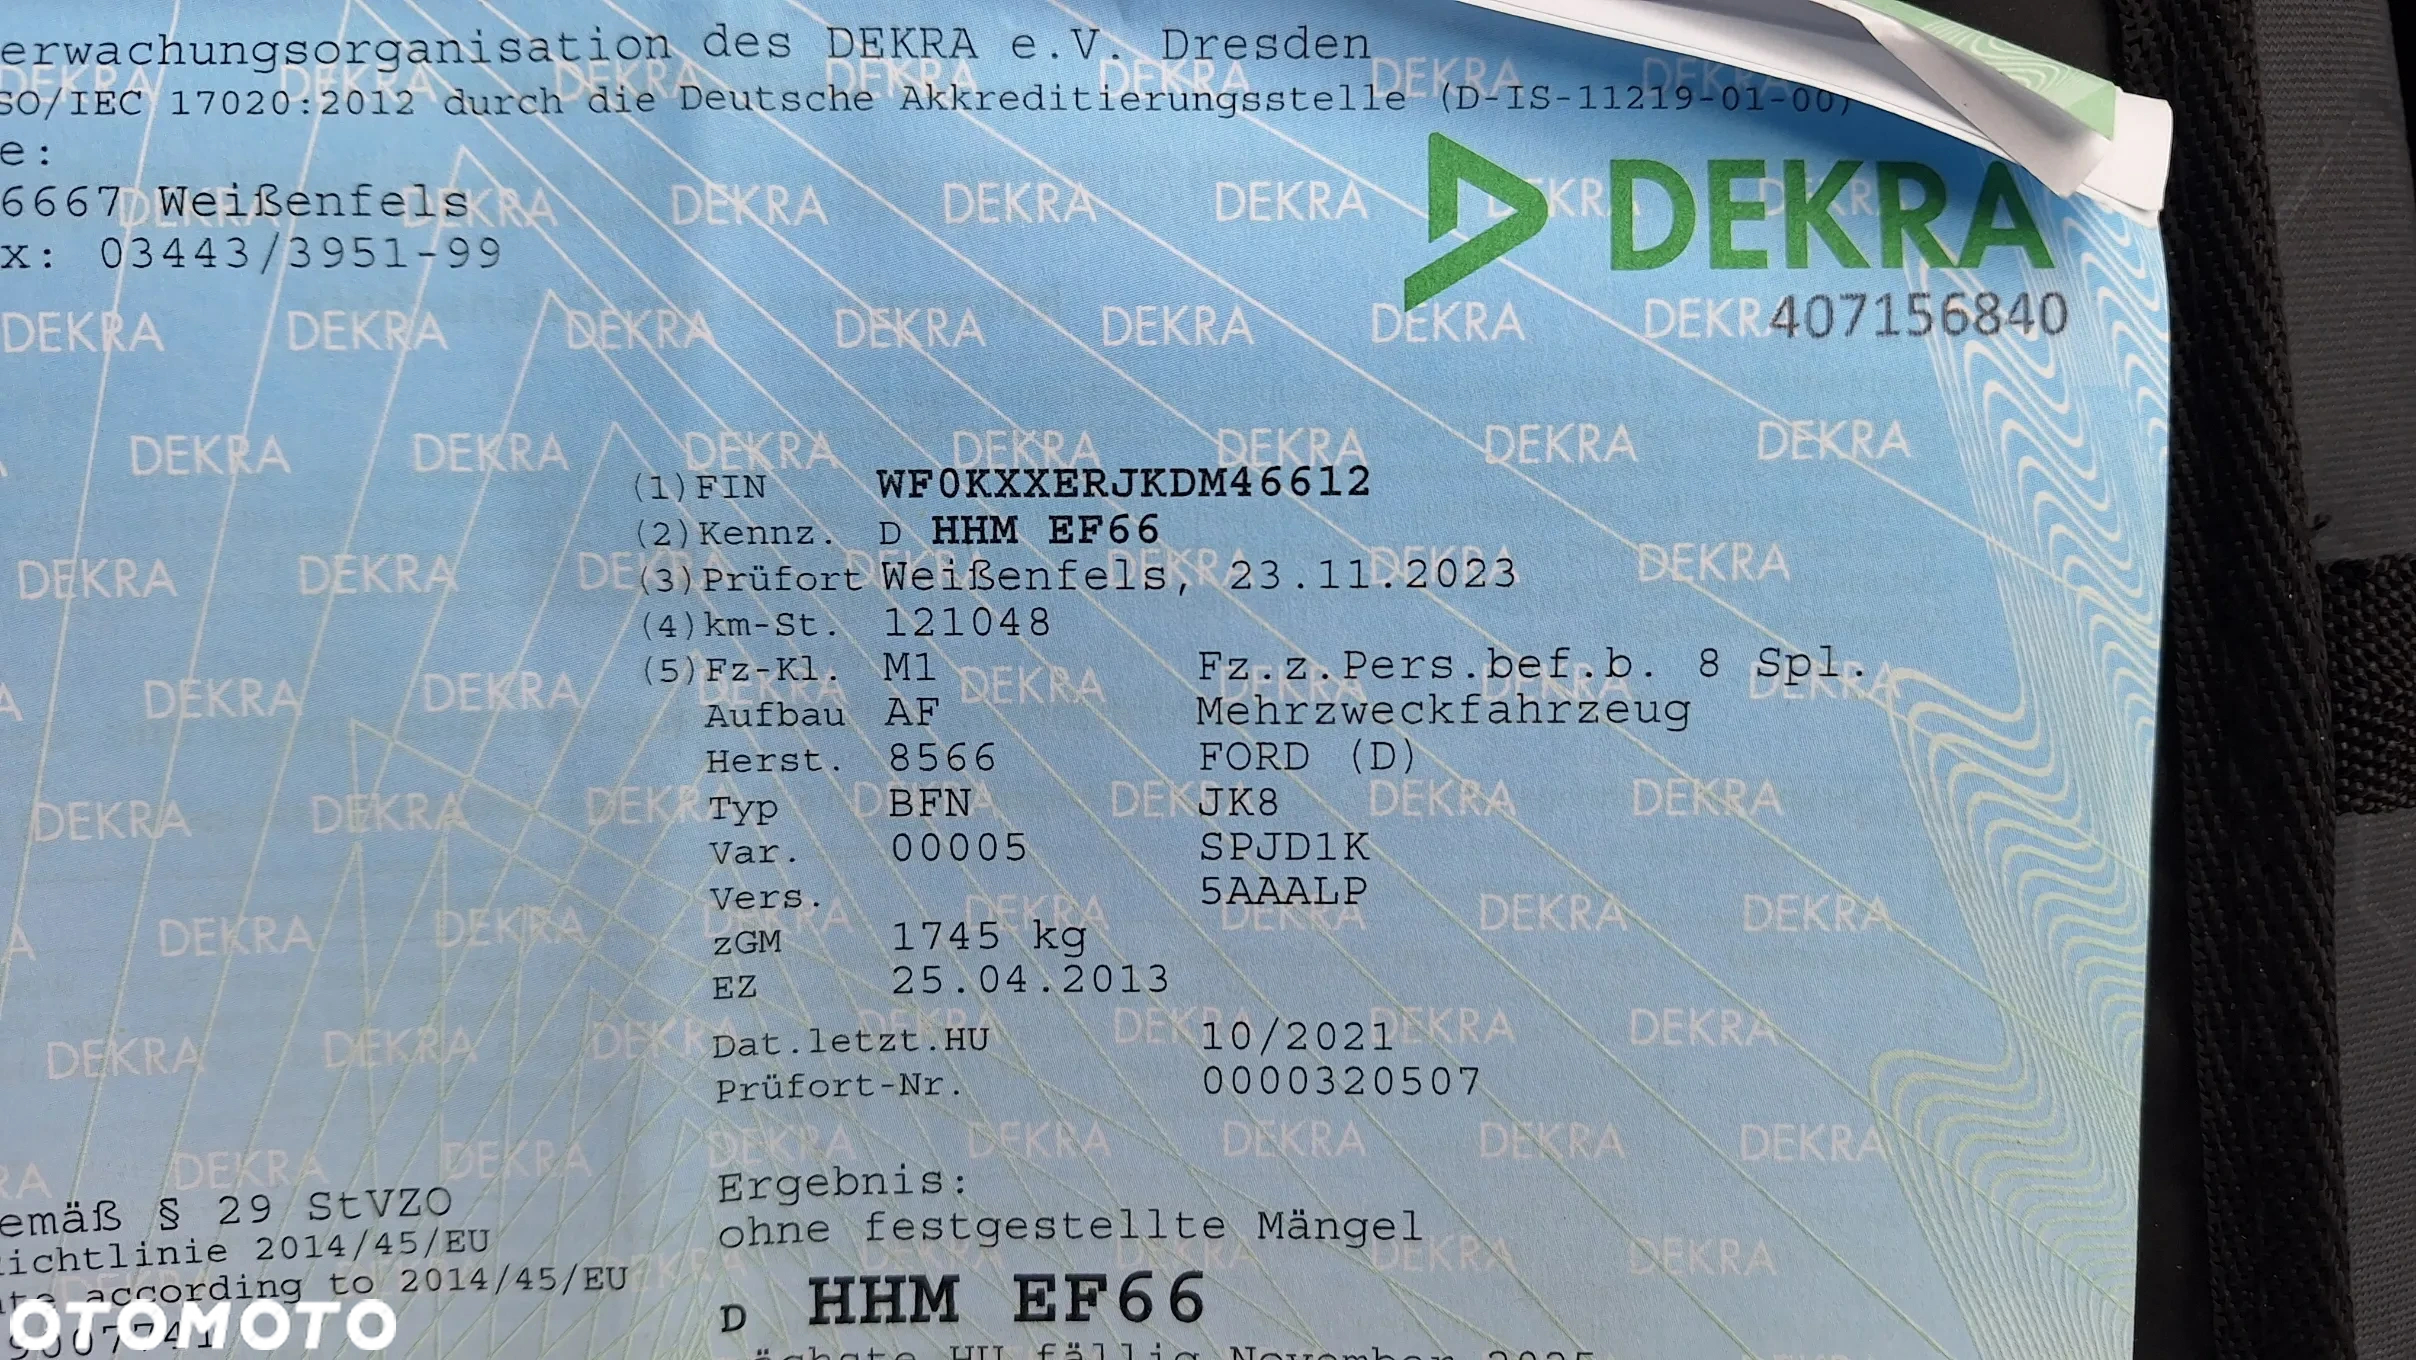 erwachungsorganisation des DEKRA e.V. Dresden
SO/IEC 17020:2012 durch die Deutsche Akkreditierungsstelle (D-IS-11219-01-00)
e:
6667 Weißenfels
x: 03443/3951-99
DEKRA
407156840
(1) FIN WF0KXXERJKDM46612
(2) Kennz. D HHM EF66
(3) Prüfort Weißenfels, 23.11.2023
(4) km-St. 121048
(5) Fz-Kl. M1 Fz.z.Pers.bef.b. 8 Spl.
Aufbau AF Mehrzweckfahrzeug
Herst. 8566 FORD (D)
Typ BFN JK8
Var. 00005 SPJD1K
Vers. 5AAALP
zGM 1745 kg
EZ 25.04.2013
Dat.letzt.HU 10/2021
Prüfort-Nr. 0000320507
Ergebnis:
ohne festgestellte Mängel
emäß § 29 StVZO
ichtlinie 2014/45/EU
according to 2014/45/EU
D HHM EF66
ächste HU fällig November 2025
OTOMOTO